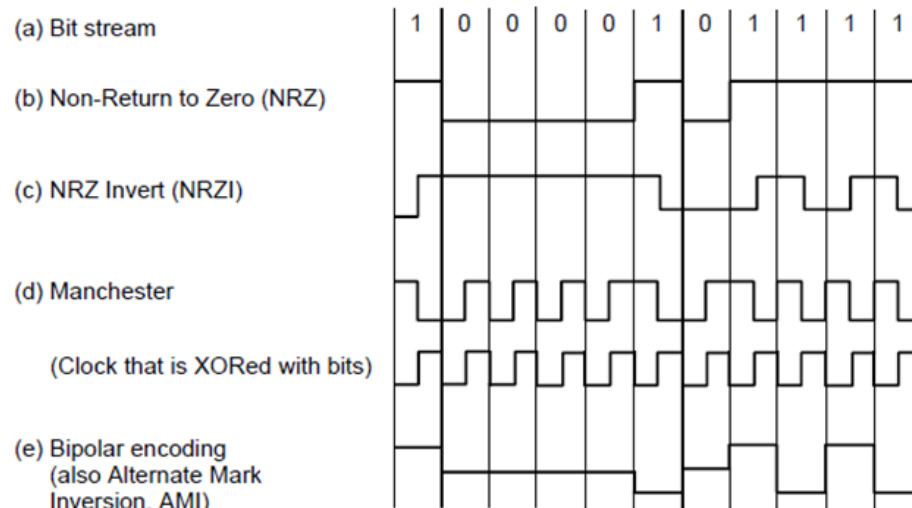 (a) Bit stream 1 0 0 0 0 1 0 1 1 1 1
(b) Non-Return to Zero (NRZ)
(c) NRZ Invert (NRZI)
(d) Manchester
(Clock that is XORed with bits)
(e) Bipolar encoding
(also Alternate Mark
Inversion, AMI)